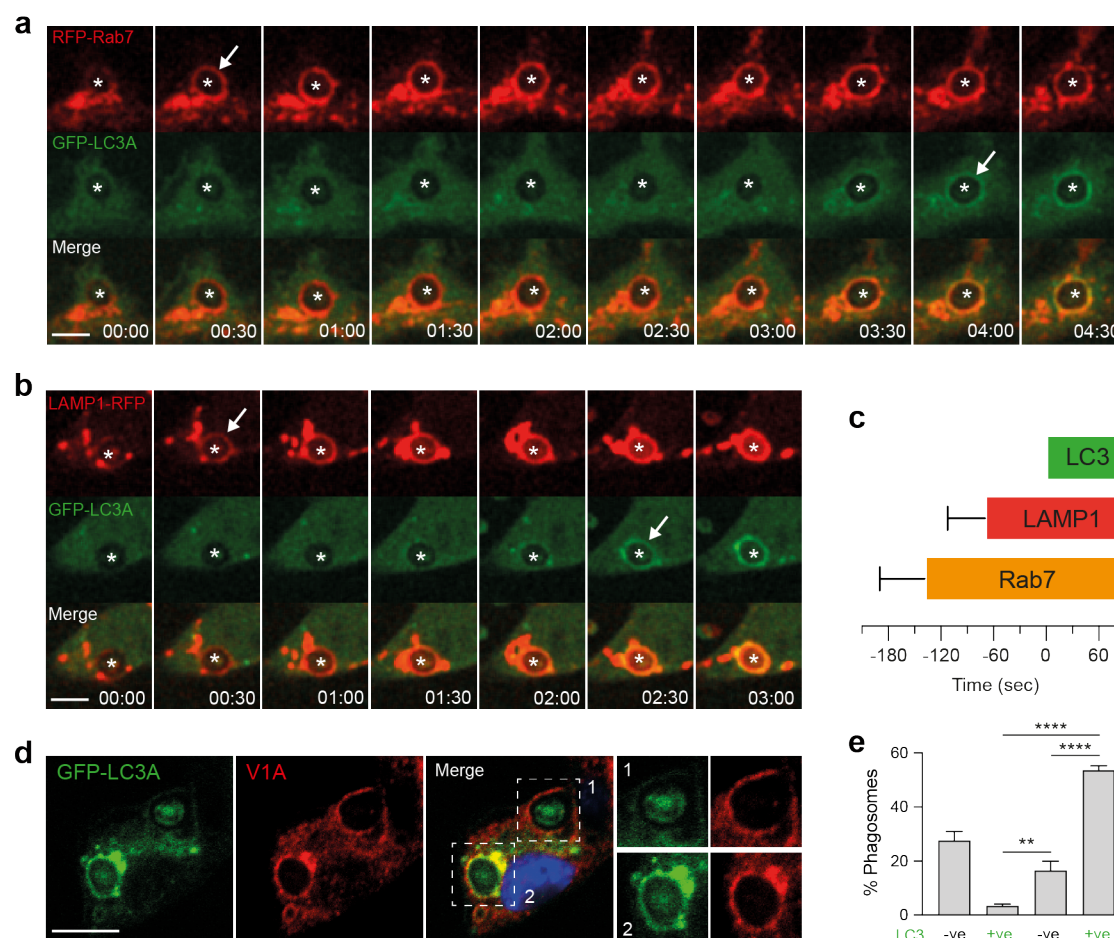 a
RFP-Rab7
* * * * * * * * * *
GFP-LC3A
* * * * * * * * * *
Merge
* * * * * * * * * *
00:00 00:30 01:00 01:30 02:00 02:30 03:00 03:30 04:00 04:30
b
LAMP1-RFP
* * * * * * *
GFP-LC3A
* * * * * * *
Merge
* * * * * * *
00:00 00:30 01:00 01:30 02:00 02:30 03:00
c
LC3
LAMP1
Rab7
-180 -120 -60 0 60
Time (sec)
d
GFP-LC3A V1A Merge 1 1
2 2
e
****
****
**
60
40
20
0
% Phagosomes
LC3 -ve +ve -ve +ve